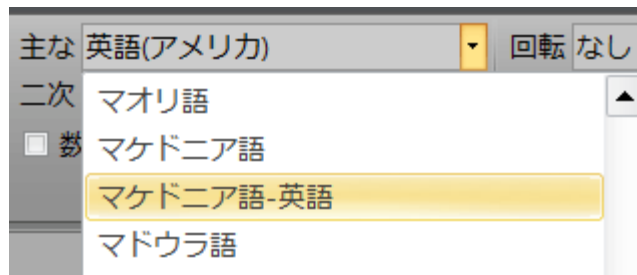 主な 英語(アメリカ) 回転 なし
二次 マオリ語
数 マケドニア語
マケドニア語-英語
マドウラ語